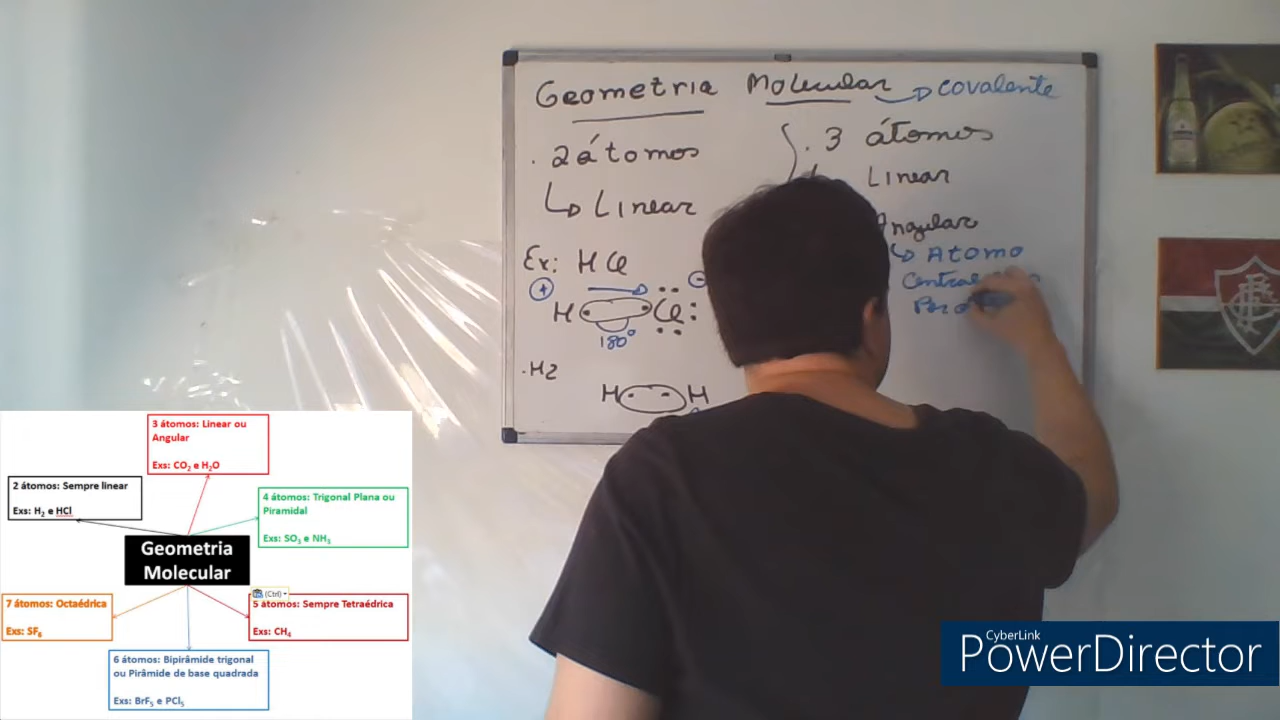 Geometria Molecular → covalente
. 2 átomos
↳ Linear
Ex: HCl
+
H Cl
180°
. H2
H H
. 3 átomos
Linear
Angular
↳ Atomo
Central
3 átomos: Linear ou
Angular
Exs: CO₂ e H₂O
2 átomos: Sempre linear
Exs: H₂ e HCl
4 átomos: Trigonal Plana ou
Piramidal
Exs: SO₃ e NH₃
Geometria
Molecular
(Ctrl)
7 átomos: Octaédrica
Exs: SF₆
5 átomos: Sempre Tetraédrica
Exs: CH₄
6 átomos: Bipirâmide trigonal
ou Pirâmide de base quadrada
Exs: BrF₅ e PCl₅
CyberLink
PowerDirector